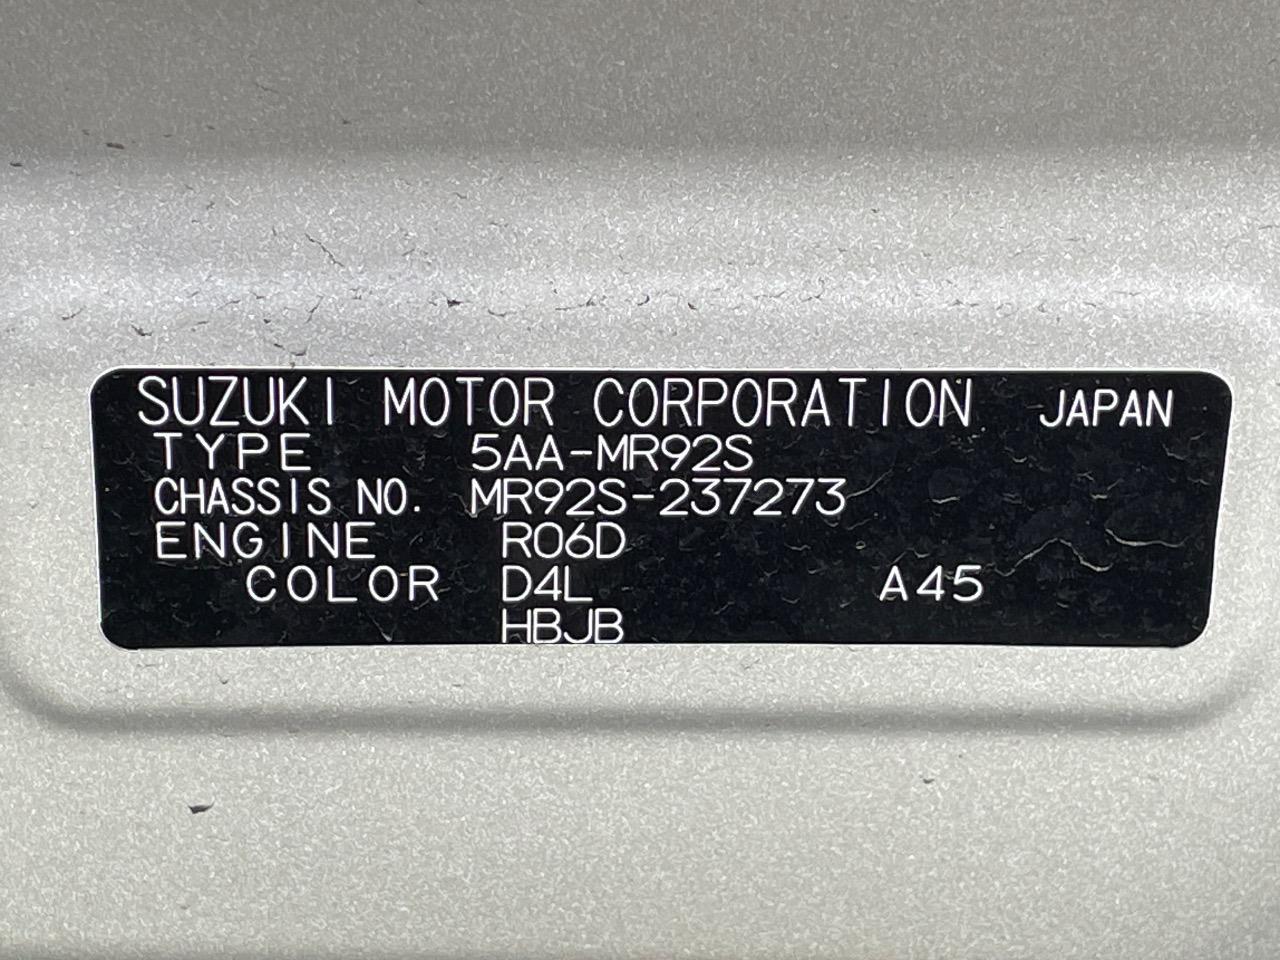 SUZUKI MOTOR CORPORATION JAPAN
TYPE 5AA-MR92S
CHASSIS NO. MR92S-237273
ENGINE R06D
COLOR D4L A45
HBJB